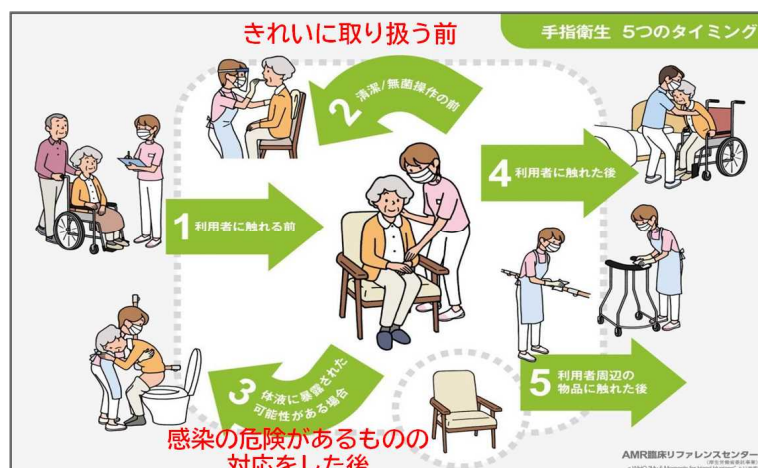 きれいに取り扱う前
手指衛生 5つのタイミング
2 清潔/無菌操作の前
4 利用者に触れた後
1 利用者に触れる前
3 体液に暴露された
可能性がある場合
5 利用者周辺の
物品に触れた後
感染の危険があるものの
対応をした後
AMR臨床リファレンスセンター